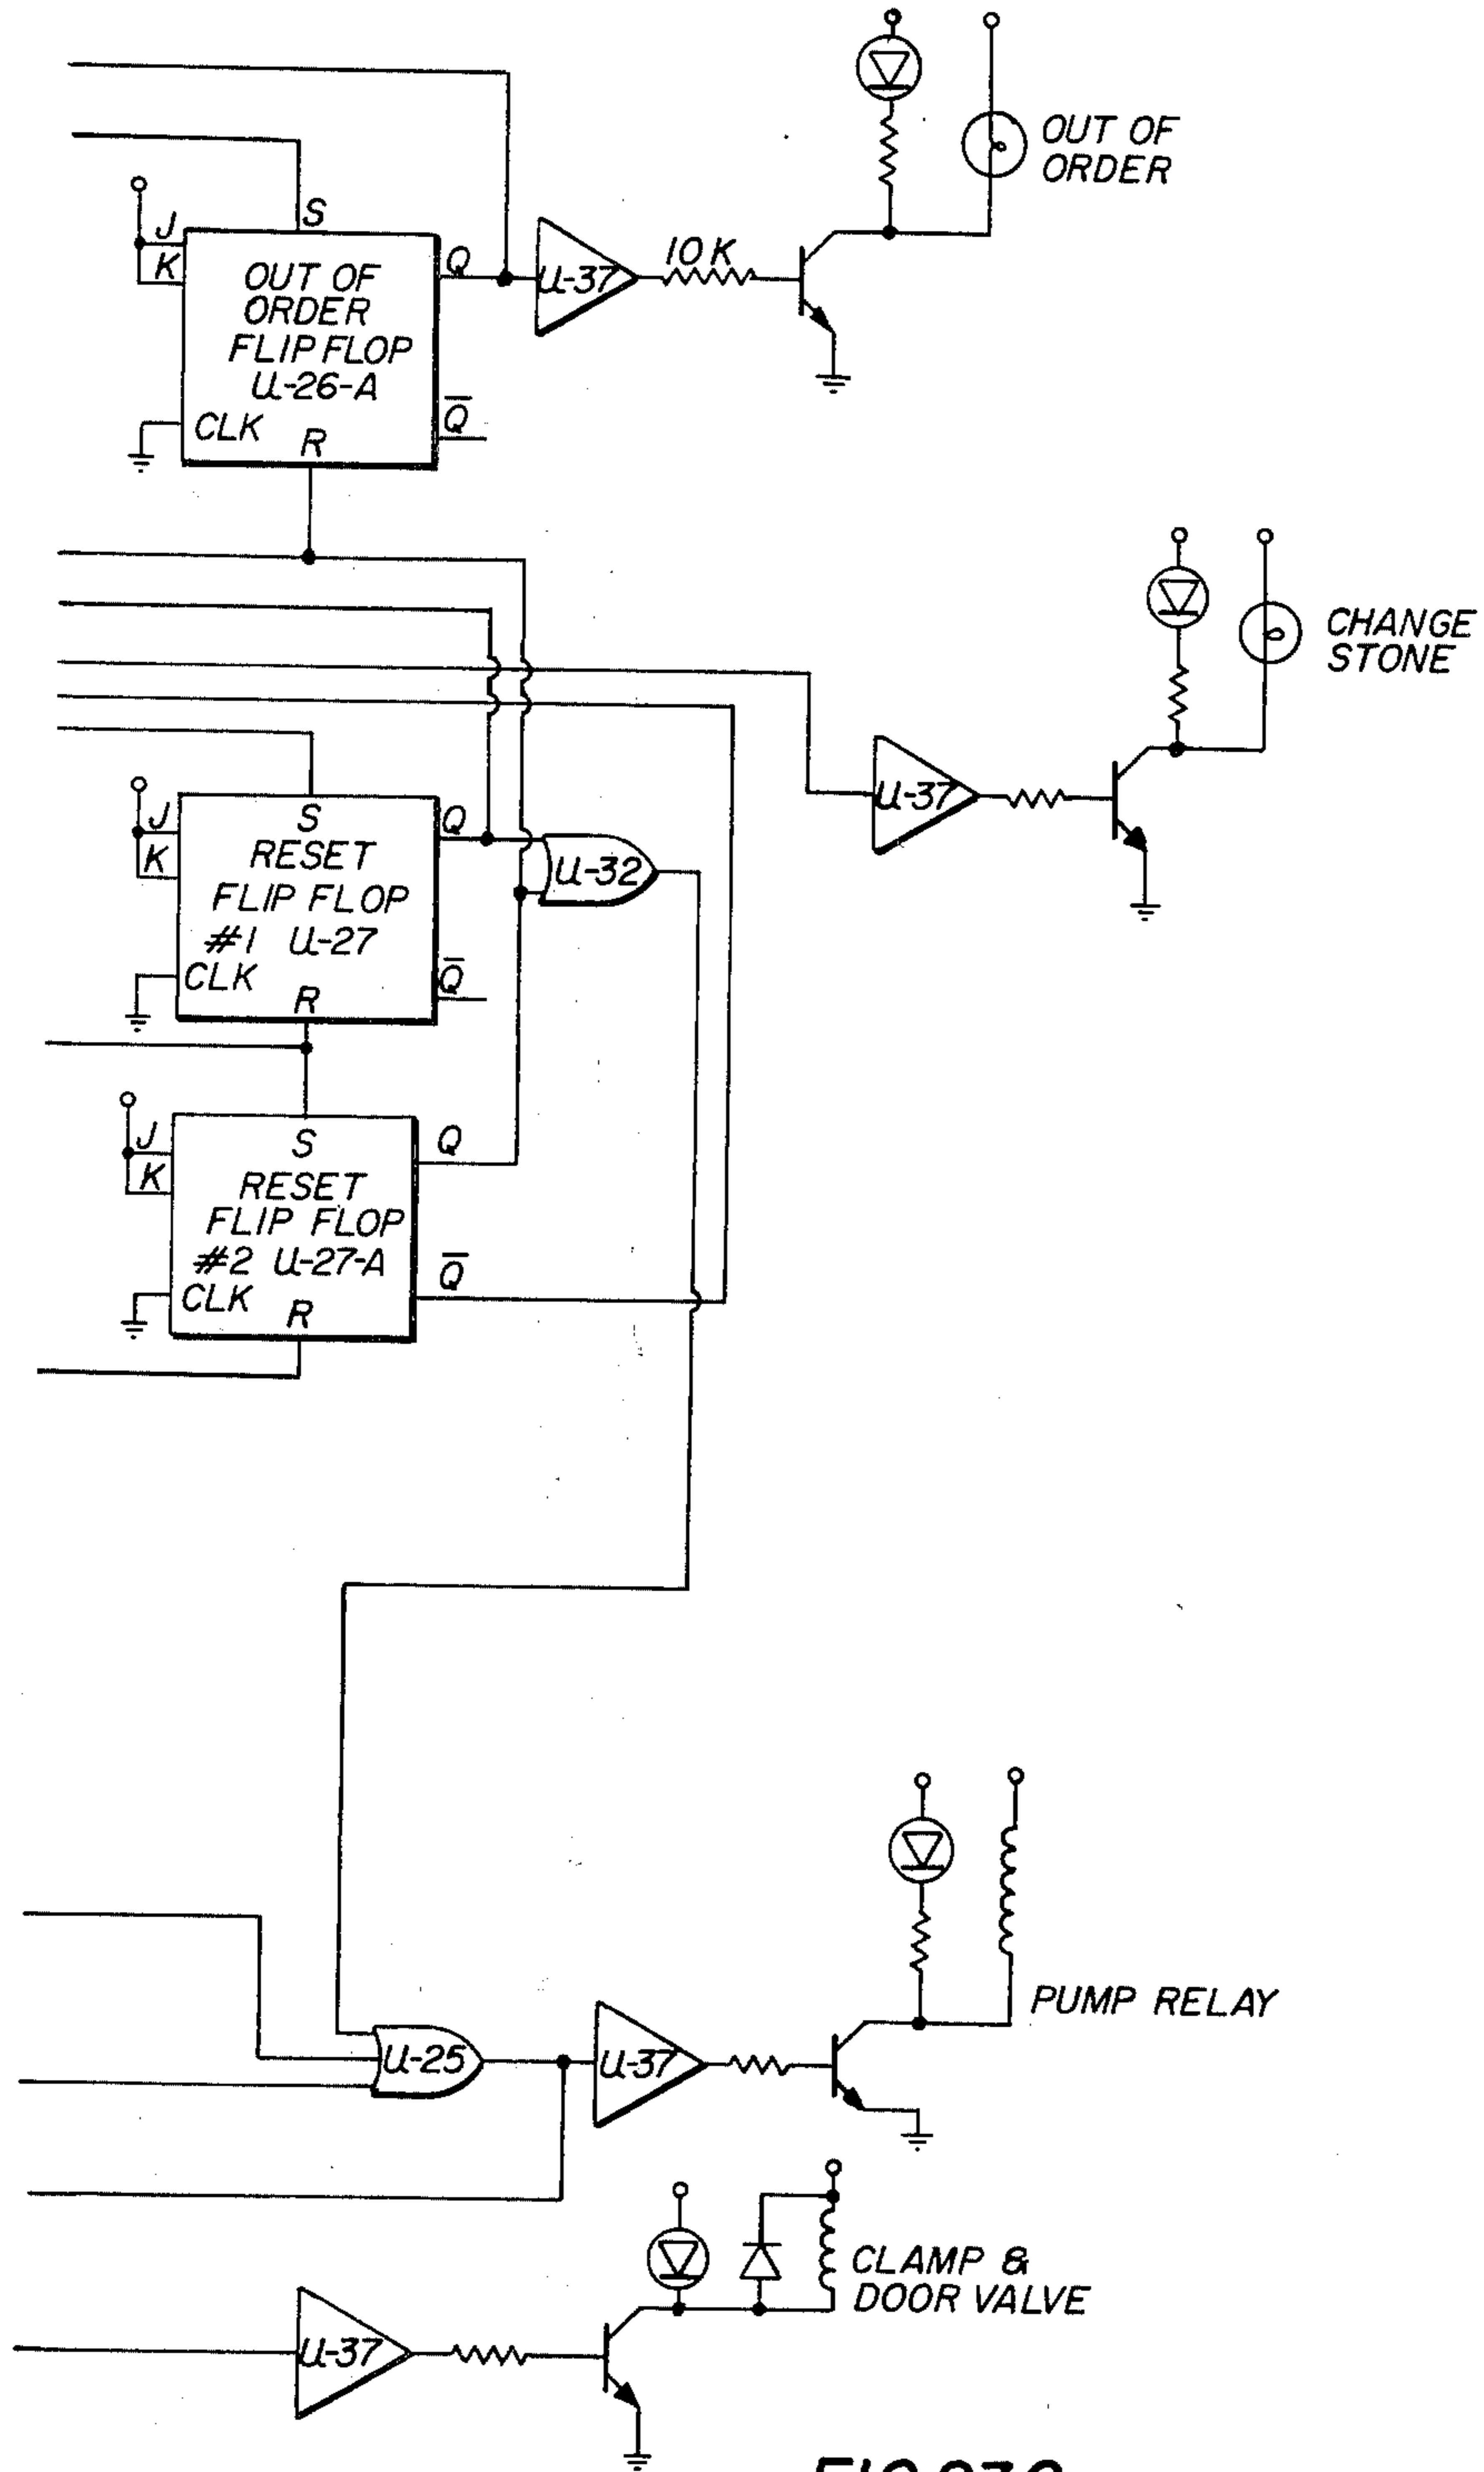 OUT OF
ORDER
S
J
K
Q
OUT OF
ORDER
FLIP FLOP
U-26-A
Q̅
CLK
R
U-37
10 K
CHANGE
STONE
U-37
J
K
S
Q
RESET
FLIP FLOP
#1 U-27
CLK
Q̅
R
U-32
J
K
S
Q
RESET
FLIP FLOP
#2 U-27-A
Q̅
CLK
R
PUMP RELAY
U-25
U-37
CLAMP &
DOOR VALVE
U-37